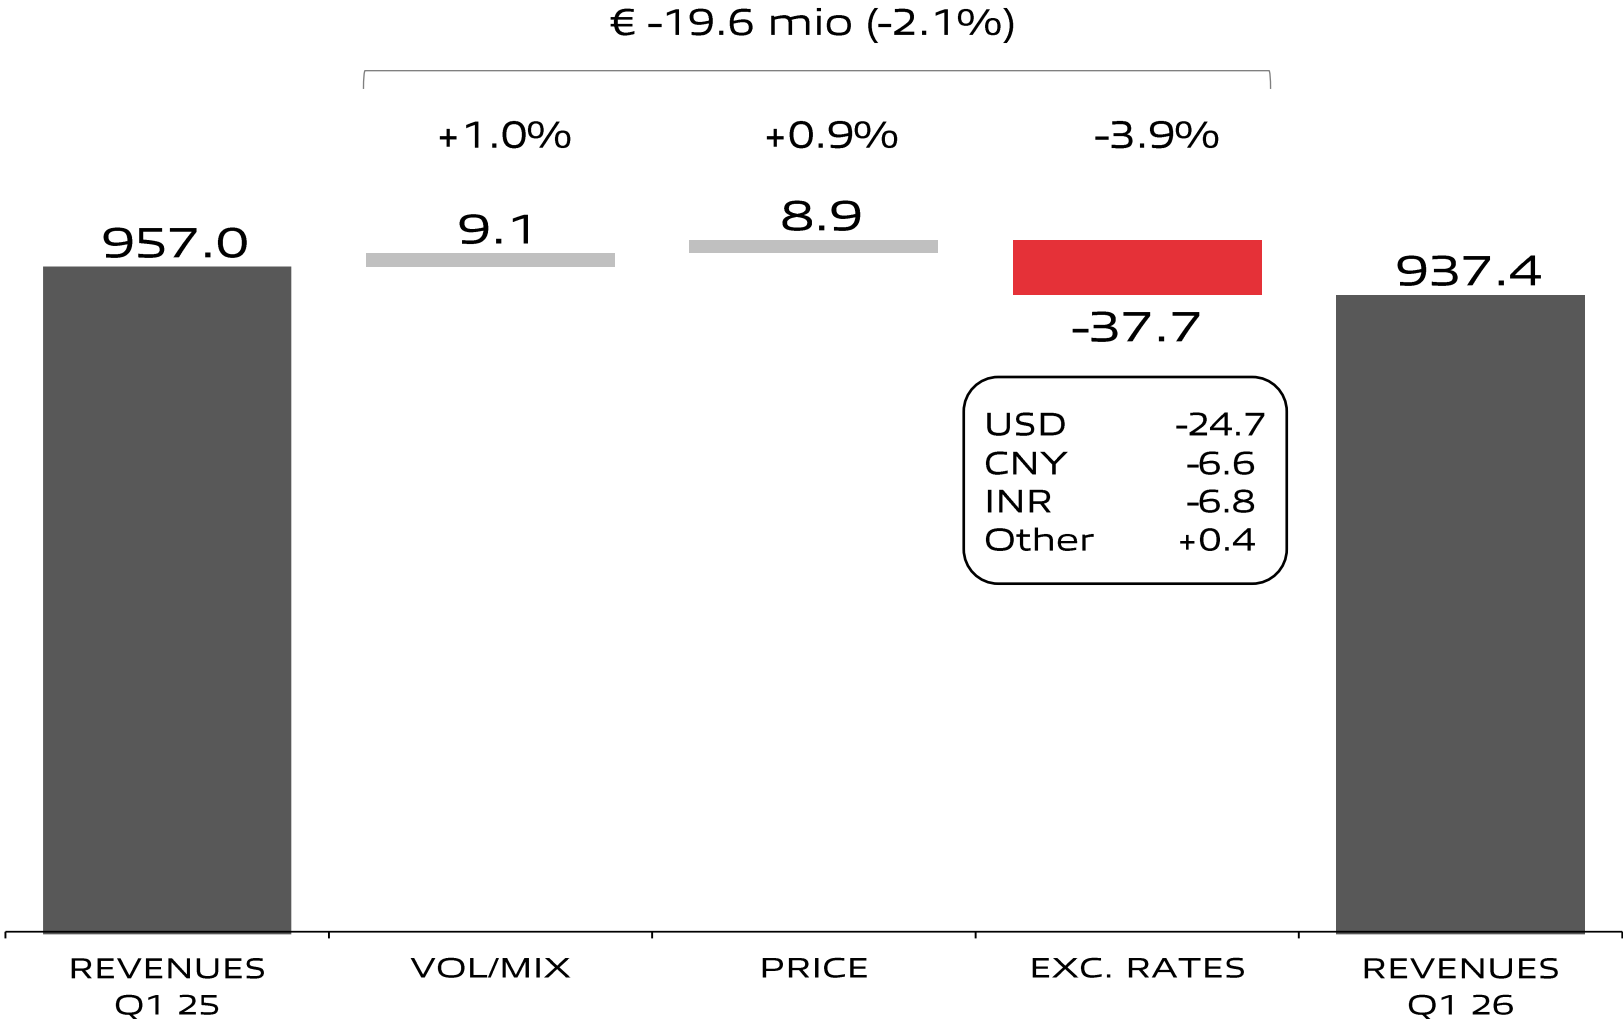 € -19.6 mio (-2.1%)
+1.0% +0.9% -3.9%
957.0 9.1 8.9 -37.7 937.4
USD -24.7
CNY -6.6
INR -6.8
Other +0.4
REVENUES Q1 25
VOL/MIX
PRICE
EXC. RATES
REVENUES Q1 26